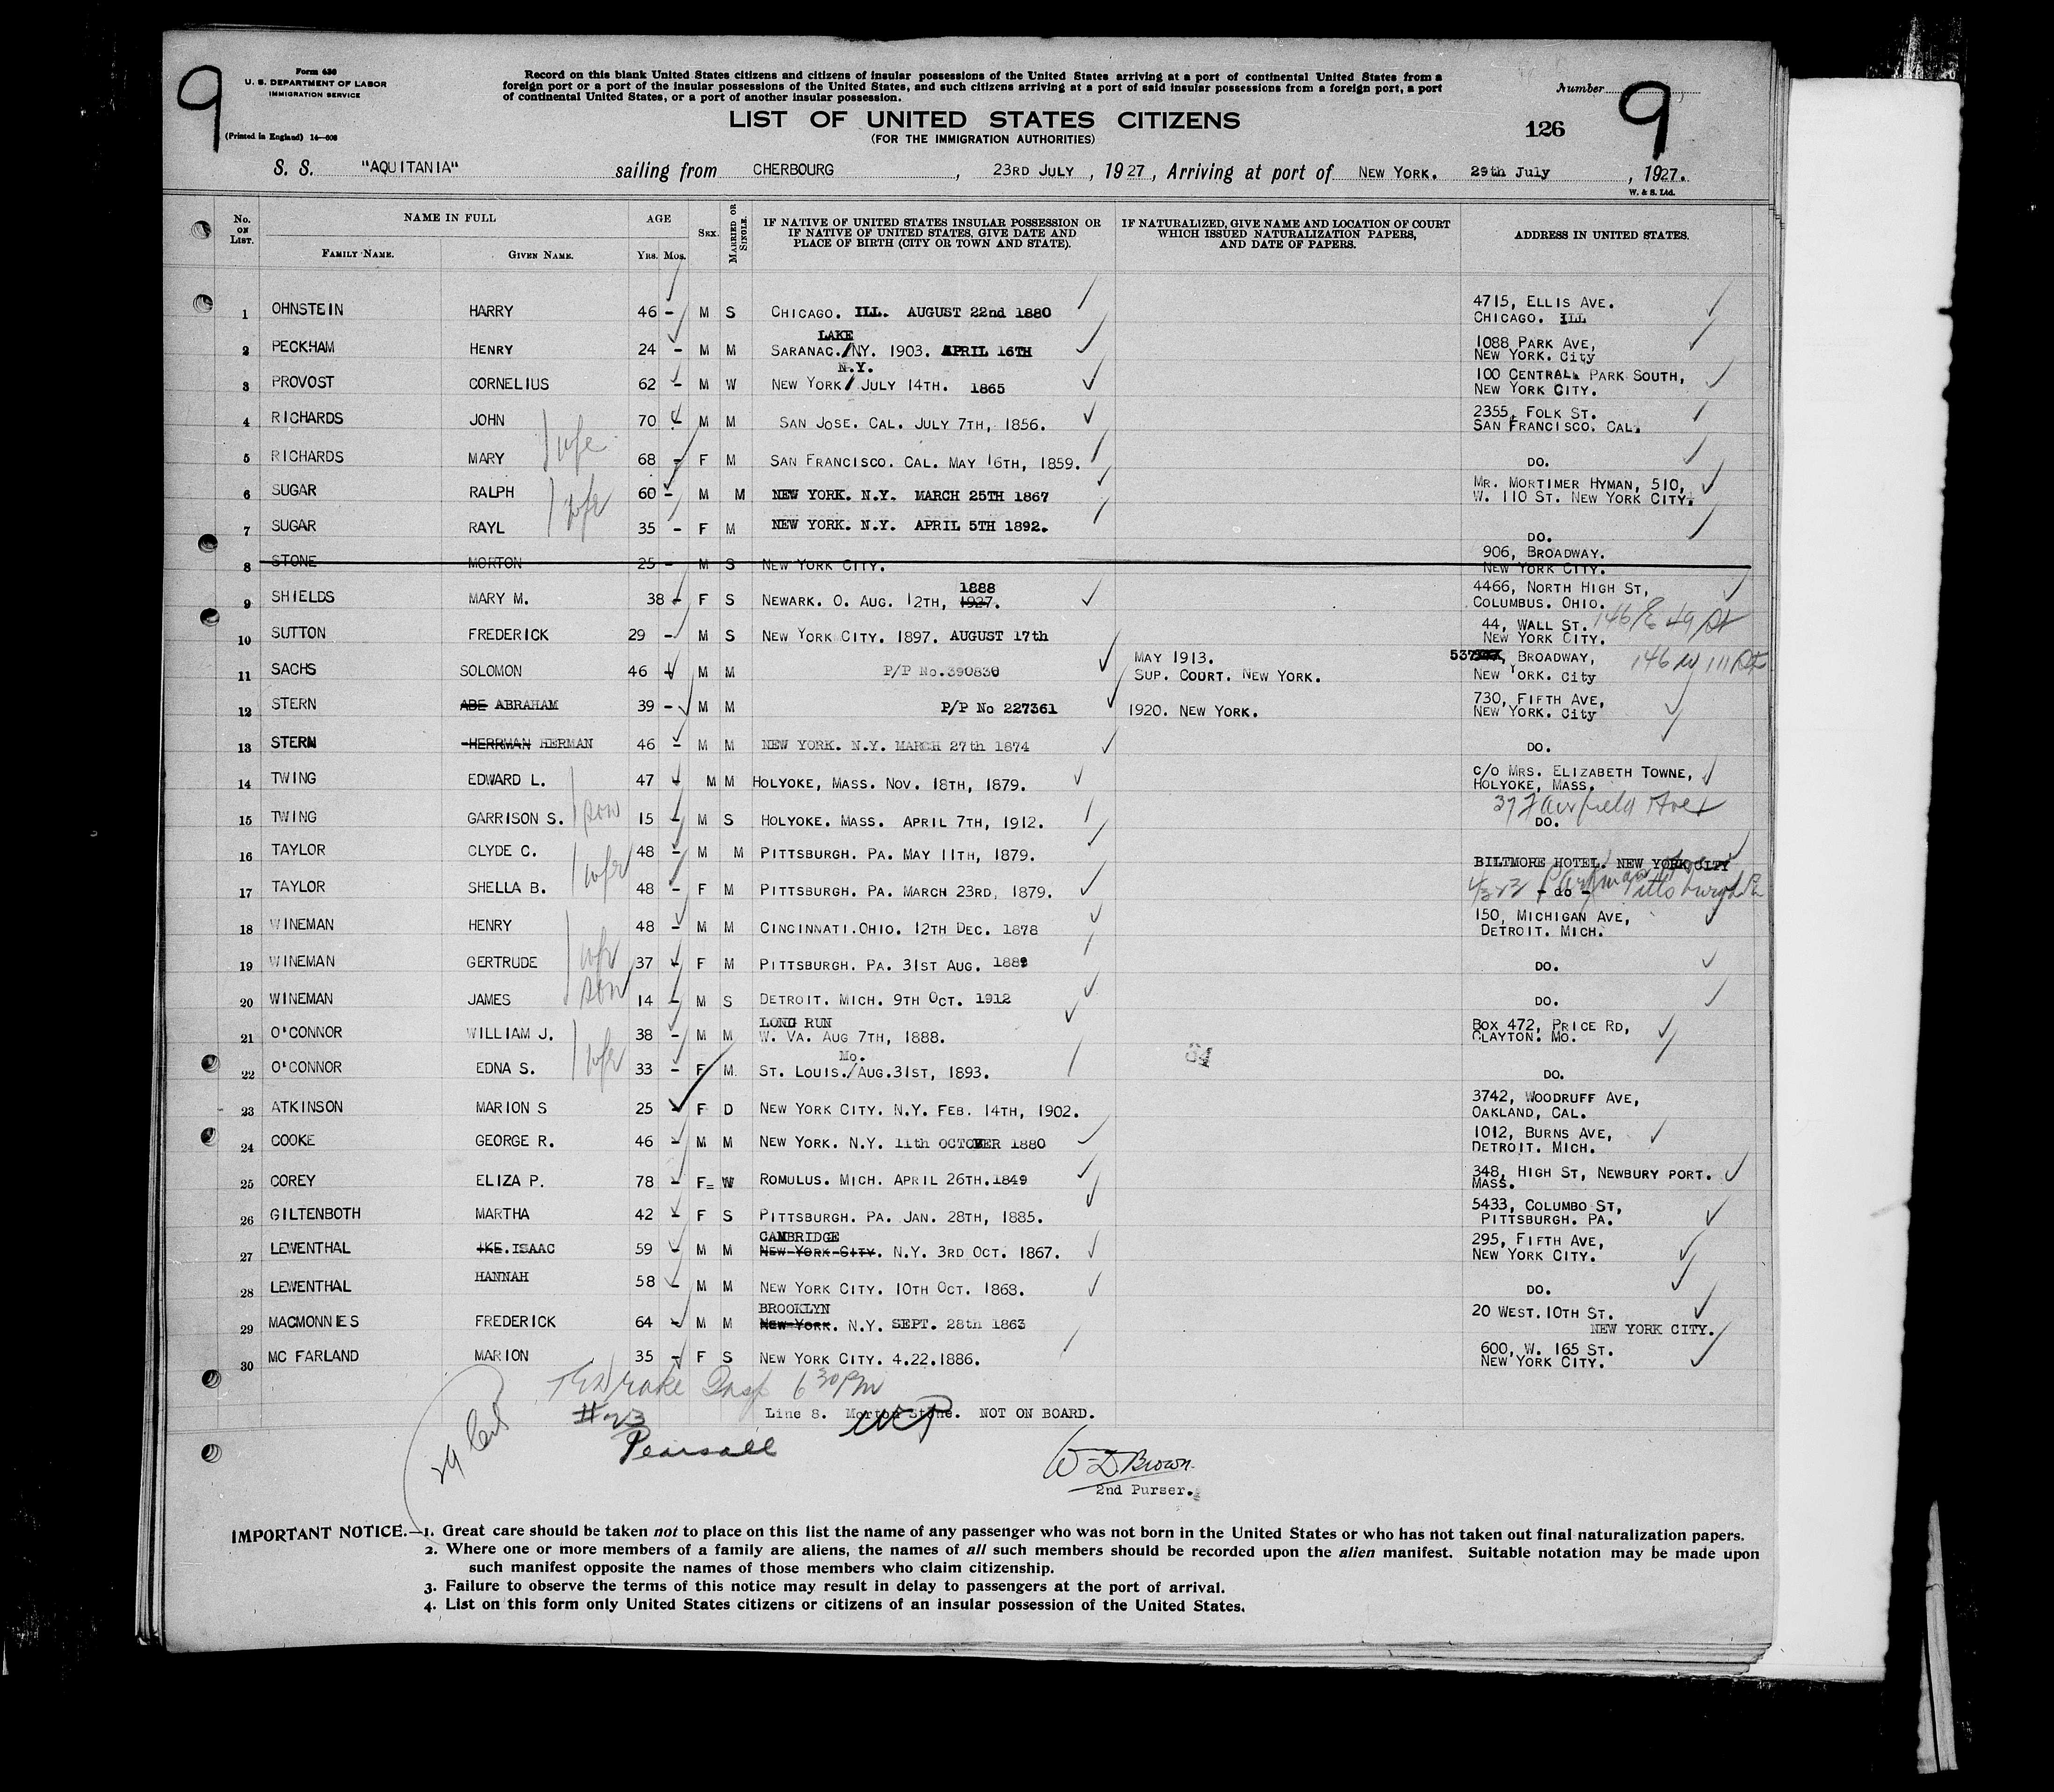 9
Form 630
U. S. DEPARTMENT OF LABOR
IMMIGRATION SERVICE
(Printed in England) 14—608
Record on this blank United States citizens and citizens of insular possessions of the United States arriving at a port of continental United States from a
foreign port or a port of the insular possessions of the United States, and such citizens arriving at a port of said insular possessions from a foreign port, a port
of continental United States, or a port of another insular possession.
LIST OF UNITED STATES CITIZENS
(FOR THE IMMIGRATION AUTHORITIES)
Number
126
9
S. S. "AQUITANIA" sailing from CHERBOURG, 23RD JULY, 1927, Arriving at port of NEW YORK. 29th July, 1927.
W. & S. Ltd.
No. ON LIST. NAME IN FULL AGE SEX. MARRIED OR SINGLE. IF NATIVE OF UNITED STATES INSULAR POSSESSION OR IF NATIVE OF UNITED STATES, GIVE DATE AND PLACE OF BIRTH (CITY OR TOWN AND STATE). IF NATURALIZED, GIVE NAME AND LOCATION OF COURT WHICH ISSUED NATURALIZATION PAPERS, AND DATE OF PAPERS. ADDRESS IN UNITED STATES.
FAMILY NAME. GIVEN NAME. YRS. MOS.
1 OHNSTEIN HARRY 46 - M S CHICAGO. ILL. AUGUST 22nd 1880 4715, ELLIS AVE. CHICAGO. ILL
2 PECKHAM HENRY 24 - M M SARANAC./NY. LAKE 1903. APRIL 16TH 1088 PARK AVE, NEW YORK. City
3 PROVOST CORNELIUS 62 - M W NEW YORK/ N.Y. JULY 14TH. 1865 100 CENTRAL PARK SOUTH, NEW YORK CITY.
4 RICHARDS JOHN 70 - M M SAN JOSE. CAL. JULY 7TH, 1856. 2355, FOLK ST. SAN FRANCISCO. CAL.
5 RICHARDS MARY wfe 68 - F M SAN FRANCISCO. CAL. MAY 16TH, 1859. DO.
6 SUGAR RALPH 60 - M M NEW YORK. N.Y. MARCH 25TH 1867 MR. MORTIMER HYMAN, 510, W. 110 ST. NEW YORK CITY.
7 SUGAR RAYL wfe 35 - F M NEW YORK. N.Y. APRIL 5TH 1892. DO.
8 STONE MORTON 25 - M S NEW YORK CITY. 906, BROADWAY. NEW YORK CITY.
9 SHIELDS MARY M. 38 - F S NEWARK. O. AUG. 12TH, 1927. 1888 4466, NORTH HIGH ST, COLUMBUS. OHIO.
10 SUTTON FREDERICK 29 - M S NEW YORK CITY. 1897. AUGUST 17th 44, WALL ST. NEW YORK CITY. 146 E 49 St
11 SACHS SOLOMON 46 - M M P/P No.390830 MAY 1913. SUP. COURT. NEW YORK. 537, BROADWAY, NEW YORK. City 146 W 111 St
12 STERN ABE ABRAHAM 39 - M M P/P No 227361 1920. NEW YORK. 730, FIFTH AVE, NEW YORK. City
13 STERN HERRMAN HERMAN 46 - M M NEW YORK. N.Y. MARCH 27th 1874 DO.
14 TWING EDWARD L. 47 - M M HOLYOKE, MASS. NOV. 18TH, 1879. C/O MRS. ELIZABETH TOWNE, HOLYOKE, MASS.
15 TWING GARRISON S. son 15 - M S HOLYOKE. MASS. APRIL 7TH, 1912. 37 Fairfield Ave DO.
16 TAYLOR CLYDE C. 48 - M M PITTSBURGH. PA. MAY 11TH, 1879. BILTMORE HOTEL. NEW YORK CITY
17 TAYLOR SHELLA B. wfe 48 - F M PITTSBURGH. PA. MARCH 23RD, 1879. - do - Pittsburgh Pa
18 WINEMAN HENRY 48 - M M CINCINNATI.OHIO. 12TH DEC. 1878 150, MICHIGAN AVE, DETROIT. MICH.
19 WINEMAN GERTRUDE wfe 37 - F M PITTSBURGH. PA. 31ST AUG. 1889 DO.
20 WINEMAN JAMES son 14 - M S DETROIT. MICH. 9TH OCT. 1912 DO.
21 O'CONNOR WILLIAM J. 38 - M M LONG RUN W. VA. AUG 7TH, 1888. BOX 472, PRICE RD, CLAYTON. MO.
22 O'CONNOR EDNA S. wfe 33 - F M. ST. LOUIS./ Mo. AUG.31ST, 1893. DO.
23 ATKINSON MARION S 25 - F D NEW YORK CITY. N.Y. FEB. 14TH, 1902. 3742, WOODRUFF AVE, OAKLAND, CAL.
24 COOKE GEORGE R. 46 - M M NEW YORK. N.Y. 11th OCTOBER 1880 1012, BURNS AVE, DETROIT. MICH.
25 COREY ELIZA P. 78 - F W ROMULUS. MICH. APRIL 26TH.1849 348, HIGH ST, NEWBURY PORT. MASS.
26 GILTENBOTH MARTHA 42 - F S PITTSBURGH. PA. JAN. 28TH, 1885. 5433, COLUMBO ST, PITTSBURGH. PA.
27 LEWENTHAL IKE. ISAAC 59 - M M CAMBRIDGE NEW YORK CITY. N.Y. 3RD OCT. 1867. 295, FIFTH AVE, NEW YORK CITY.
28 LEWENTHAL HANNAH 58 - M M NEW YORK CITY. 10TH OCT. 1868. DO.
29 MACMONNIES FREDERICK 64 - M M BROOKLYN NEW YORK. N.Y. SEPT. 28th 1863 20 WEST. 10TH ST. NEW YORK CITY.
30 MC FARLAND MARION 35 - F S NEW YORK CITY. 4.22.1886. 600, W. 165 ST. NEW YORK CITY.
Drake Insp 6 30 PM
Line 8. Morton Stone. NOT ON BOARD.
#23
Pearsall
W D Brown
2nd Purser.
IMPORTANT NOTICE.—1. Great care should be taken not to place on this list the name of any passenger who was not born in the United States or who has not taken out final naturalization papers.
2. Where one or more members of a family are aliens, the names of all such members should be recorded upon the alien manifest. Suitable notation may be made upon
such manifest opposite the names of those members who claim citizenship.
3. Failure to observe the terms of this notice may result in delay to passengers at the port of arrival.
4. List on this form only United States citizens or citizens of an insular possession of the United States.